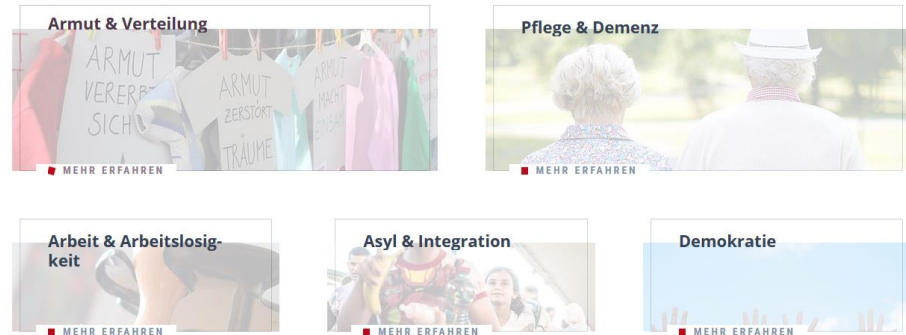 Armut & Verteilung
ARMUT
VERERBT
SICH
ARMUT
ZERSTÖRT
TRÄUME
ARMUT
MACHT
EINSAM
MEHR ERFAHREN
Pflege & Demenz
MEHR ERFAHREN
Arbeit & Arbeitslosig-
keit
MEHR ERFAHREN
Asyl & Integration
MEHR ERFAHREN
Demokratie
MEHR ERFAHREN